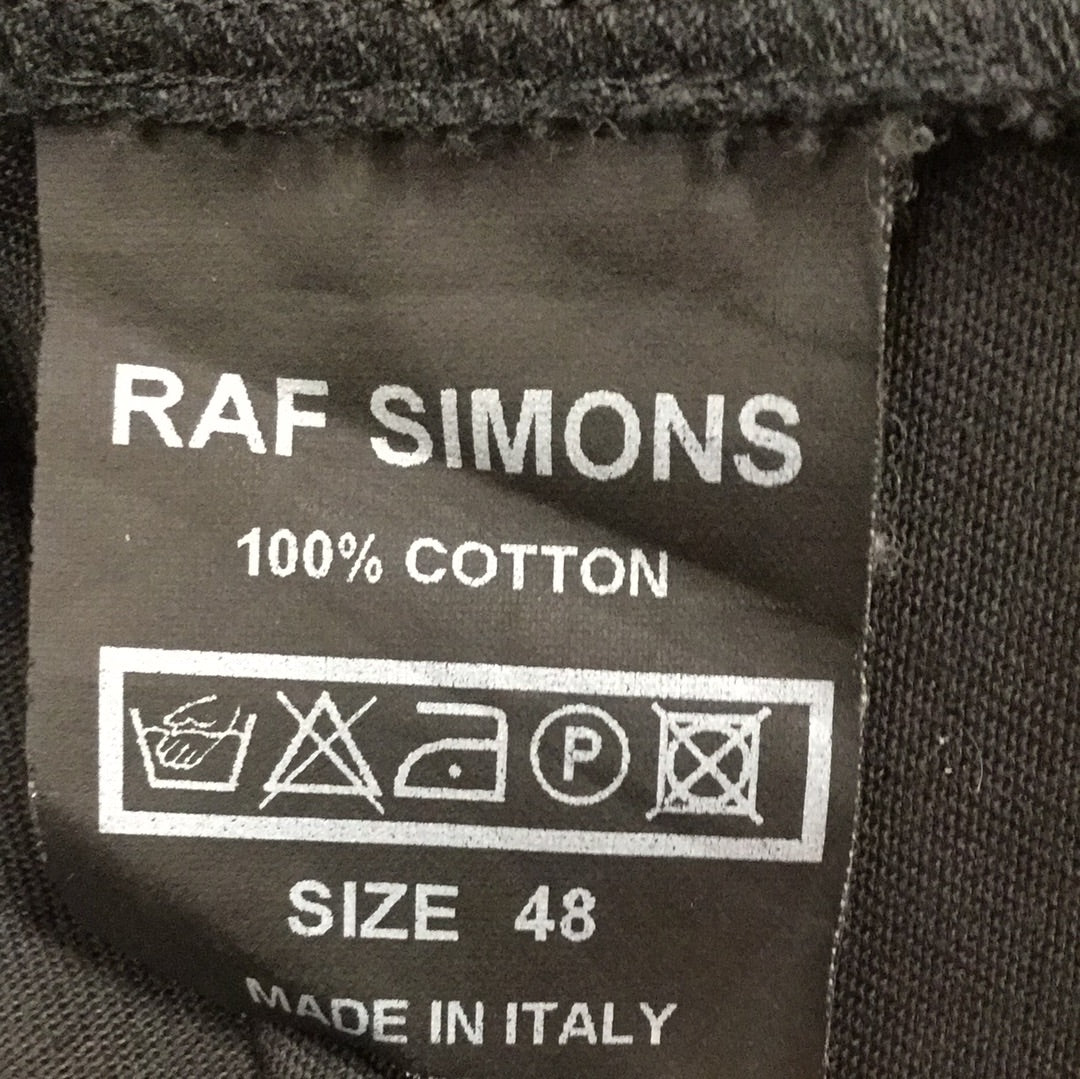 RAF SIMONS
100% COTTON
P
SIZE 48
MADE IN ITALY